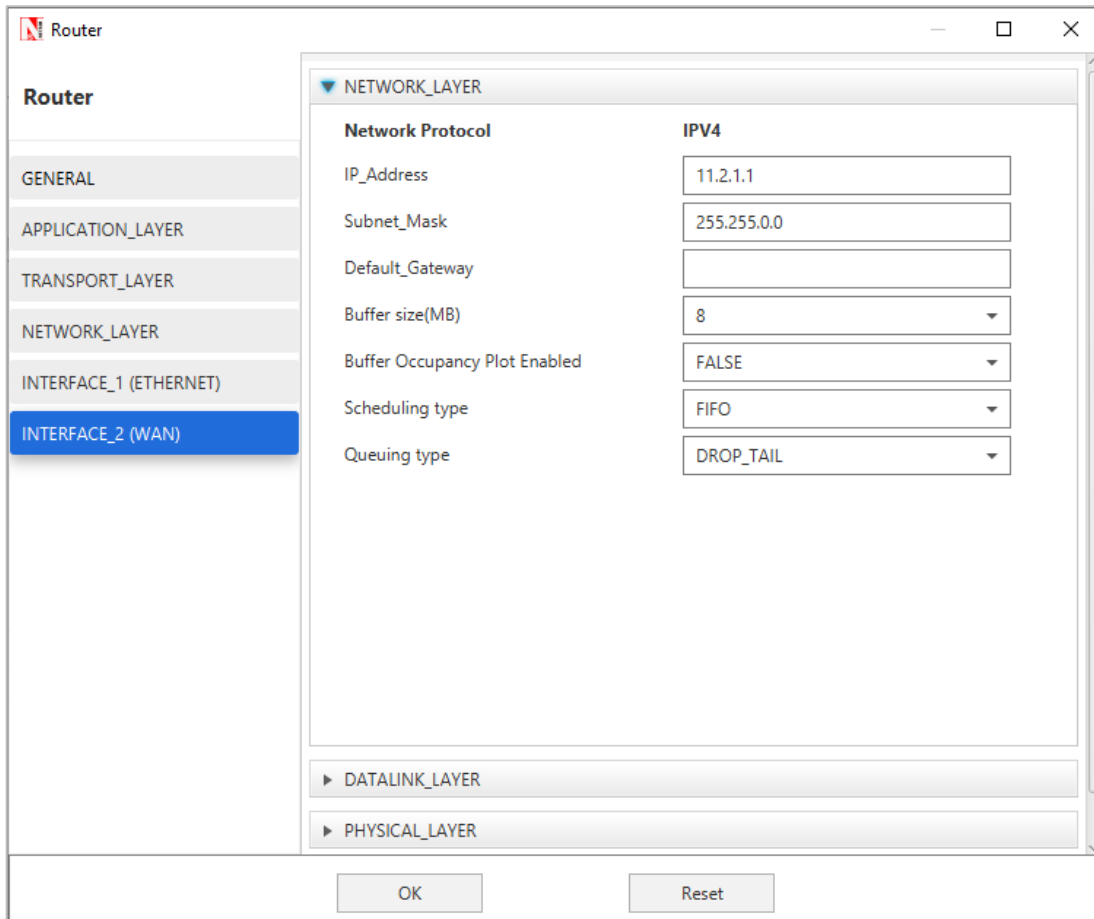 Router
Router
GENERAL
APPLICATION_LAYER
TRANSPORT_LAYER
NETWORK_LAYER
INTERFACE_1 (ETHERNET)
INTERFACE_2 (WAN)
NETWORK_LAYER
Network Protocol IPV4
IP_Address 11.2.1.1
Subnet_Mask 255.255.0.0
Default_Gateway
Buffer size(MB) 8
Buffer Occupancy Plot Enabled FALSE
Scheduling type FIFO
Queuing type DROP_TAIL
DATALINK_LAYER
PHYSICAL_LAYER
OK Reset